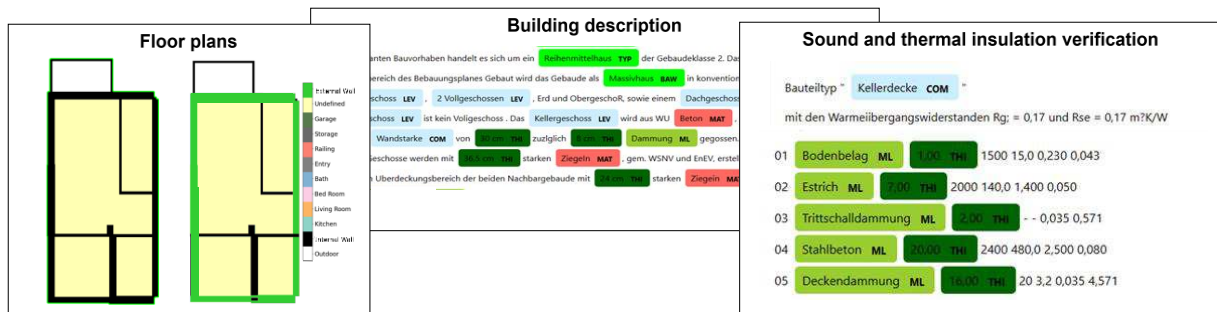 Floor plans
External Wall
Undefined
Garage
Storage
Railing
Entry
Bath
Bed Room
Living Room
Kitchen
Internal Wall
Outdoor
Building description
anten Bauvorhaben handelt es sich um ein Reihenmittelhaus TYP der Gebaudeklasse 2. Das
ereich des Bebauungsplanes Gebaut wird das Gebaude als Massivhaus BAW in konvention
geschoss LEV , 2 Vollgeschossen LEV , Erd und ObergeschoR, sowie einem Dachgeschos
schoss LEV ist kein Voligeschoss . Das Kellergeschoss LEV wird aus WU Beton MAT ,
Wandstarke COM von 30 cm THI zuzlglich 8 cm THI Dammung ML gegossen.
Geschosse werden mit 36.5 cm THI starken Ziegeln MAT , gem. WSNV und EnEV, erstel
n Uberdeckungsbereich der beiden Nachbargebaude mit 24 cm THI starken Ziegeln MAT
Sound and thermal insulation verification
Bauteiltyp " Kellerdecke COM "
mit den Warmeiibergangswiderstanden Rg; = 0,17 und Rse = 0,17 m?K/W
01 Bodenbelag ML 1,00 THI 1500 15,0 0,230 0,043
02 Estrich ML 7,00 THI 2000 140,0 1,400 0,050
03 Trittschalldammung ML 2,00 THI - - 0,035 0,571
04 Stahlbeton ML 20,00 THI 2400 480,0 2,500 0,080
05 Deckendammung ML 16,00 THI 20 3,2 0,035 4,571